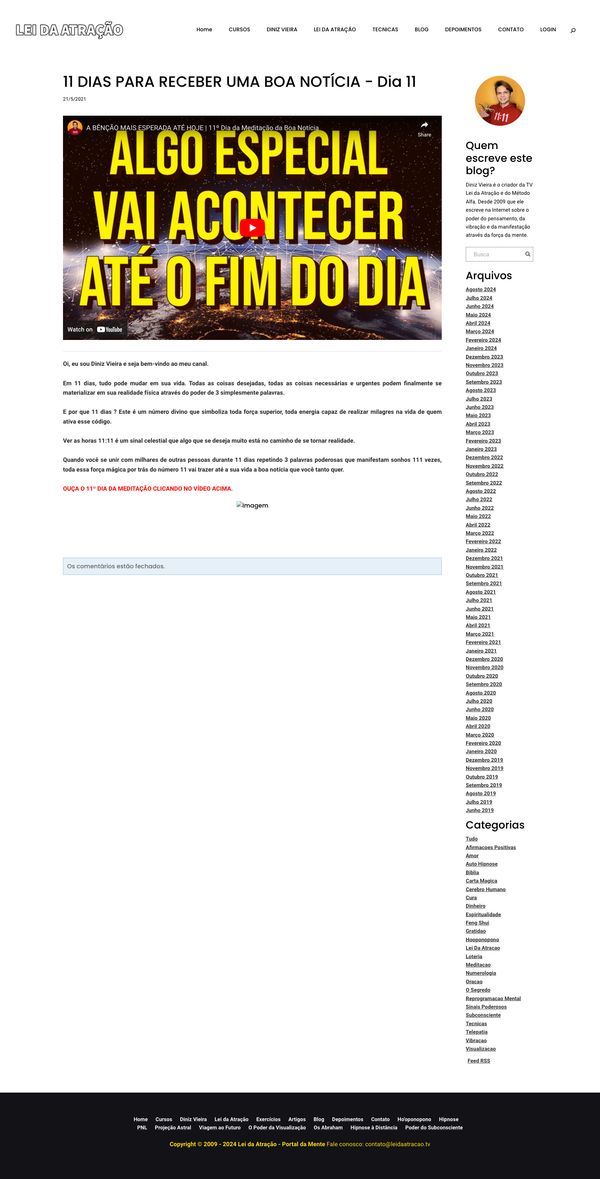 LEI DA ATRAÇÃO
Home CURSOS DINIZ VIEIRA LEI DA ATRAÇÃO TECNICAS BLOG DEPOIMENTOS CONTATO LOGIN
11 DIAS PARA RECEBER UMA BOA NOTÍCIA - Dia 11
21/5/2021
A BÊNÇÃO MAIS ESPERADA ATÉ HOJE | 11º Dia da Meditação da Boa Notícia
Share
ALGO ESPECIAL
VAI ACONTECER
ATÉ O FIM DO DIA
Watch on YouTube
Oi, eu sou Diniz Vieira e seja bem-vindo ao meu canal.
Em 11 dias, tudo pode mudar em sua vida. Todas as coisas desejadas, todas as coisas necessárias e urgentes podem finalmente se
materializar em sua realidade física através do poder de 3 simplesmente palavras.
E por que 11 dias ? Este é um número divino que simboliza toda força superior, toda energia capaz de realizar milagres na vida de quem
ativa esse código.
Ver as horas 11:11 é um sinal celestial que algo que se deseja muito está no caminho de se tornar realidade.
Quando você se unir com milhares de outras pessoas durante 11 dias repetindo 3 palavras poderosas que manifestam sonhos 111 vezes,
toda essa força mágica por trás do número 11 vai trazer até a sua vida a boa notícia que você tanto quer.
OUÇA O 11º DIA DA MEDITAÇÃO CLICANDO NO VÍDEO ACIMA.
Imagem
Os comentários estão fechados.
11:11
Quem
escreve este
blog?
Diniz Vieira é o criador da TV
Lei da Atração e do Método
Alfa. Desde 2009 que ele
escreve na Internet sobre o
poder do pensamento, da
vibração e da manifestação
através da força da mente.
Busca
Arquivos
Agosto 2024
Julho 2024
Junho 2024
Maio 2024
Abril 2024
Março 2024
Fevereiro 2024
Janeiro 2024
Dezembro 2023
Novembro 2023
Outubro 2023
Setembro 2023
Agosto 2023
Julho 2023
Junho 2023
Maio 2023
Abril 2023
Março 2023
Fevereiro 2023
Janeiro 2023
Dezembro 2022
Novembro 2022
Outubro 2022
Setembro 2022
Agosto 2022
Julho 2022
Junho 2022
Maio 2022
Abril 2022
Março 2022
Fevereiro 2022
Janeiro 2022
Dezembro 2021
Novembro 2021
Outubro 2021
Setembro 2021
Agosto 2021
Julho 2021
Junho 2021
Maio 2021
Abril 2021
Março 2021
Fevereiro 2021
Janeiro 2021
Dezembro 2020
Novembro 2020
Outubro 2020
Setembro 2020
Agosto 2020
Julho 2020
Junho 2020
Maio 2020
Abril 2020
Março 2020
Fevereiro 2020
Janeiro 2020
Dezembro 2019
Novembro 2019
Outubro 2019
Setembro 2019
Agosto 2019
Julho 2019
Junho 2019
Categorias
Tudo
Afirmacoes Positivas
Amor
Auto Hipnose
Bíblia
Carta Magica
Cerebro Humano
Cura
Dinheiro
Espiritualidade
Feng Shui
Gratidao
Hooponopono
Lei Da Atracao
Loteria
Meditacao
Numerologia
Oracao
O Segredo
Reprogramacao Mental
Sinais Poderosos
Subconsciente
Tecnicas
Telepatia
Vibracao
Visualizacao
Feed RSS
Home Cursos Diniz Vieira Lei da Atração Exercícios Artigos Blog Depoimentos Contato Ho'oponopono Hipnose
PNL Projeção Astral Viagem ao Futuro O Poder da Visualização Os Abraham Hipnose à Distância Poder do Subconsciente
Copyright © 2009 - 2024 Lei da Atração - Portal da Mente Fale conosco: contato@leidaatracao.tv